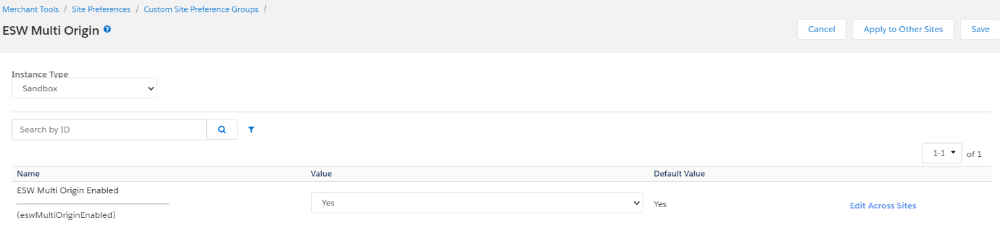 Merchant Tools / Site Preferences / Custom Site Preference Groups /
ESW Multi Origin ?
Cancel Apply to Other Sites Save
Instance Type
Sandbox
Search by ID
1-1 of 1
Name Value Default Value
ESW Multi Origin Enabled
Yes Yes Edit Across Sites
(eswMultiOriginEnabled)